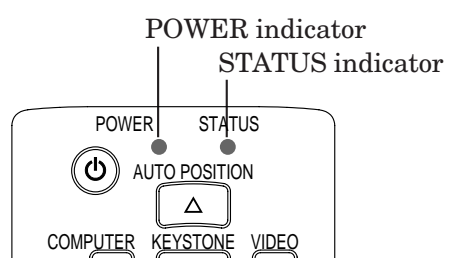 POWER indicator
STATUS indicator
POWER STATUS
AUTO POSITION
COMPUTER KEYSTONE VIDEO